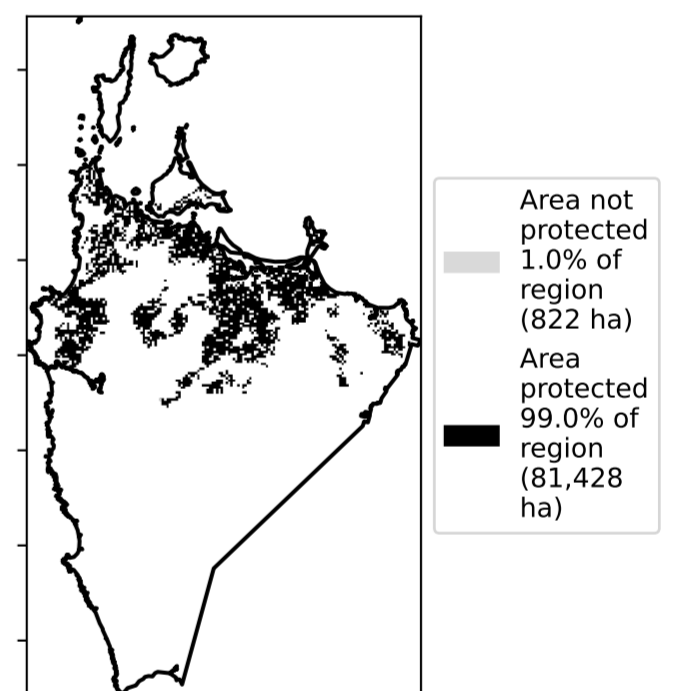 Area not
protected
1.0% of
region
(822 ha)
Area
protected
99.0% of
region
(81,428
ha)